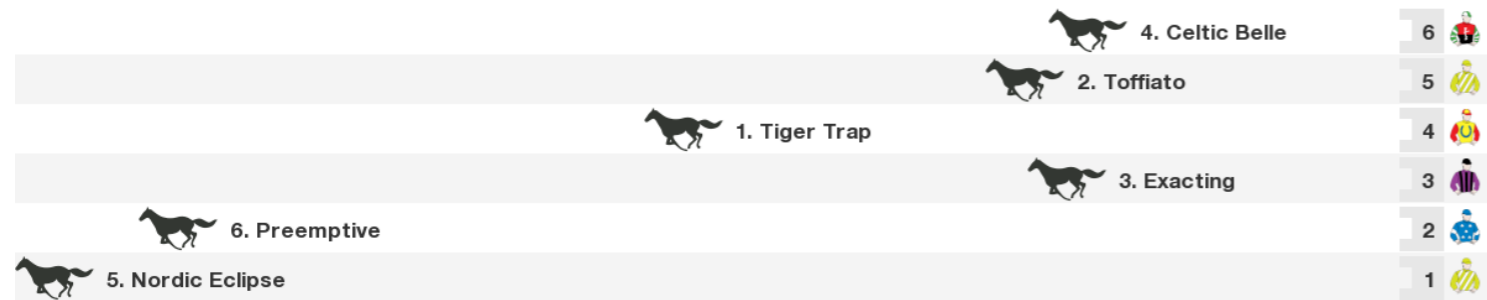 4. Celtic Belle 6
2. Toffiato 5
1. Tiger Trap 4
3. Exacting 3
6. Preemptive 2
5. Nordic Eclipse 1